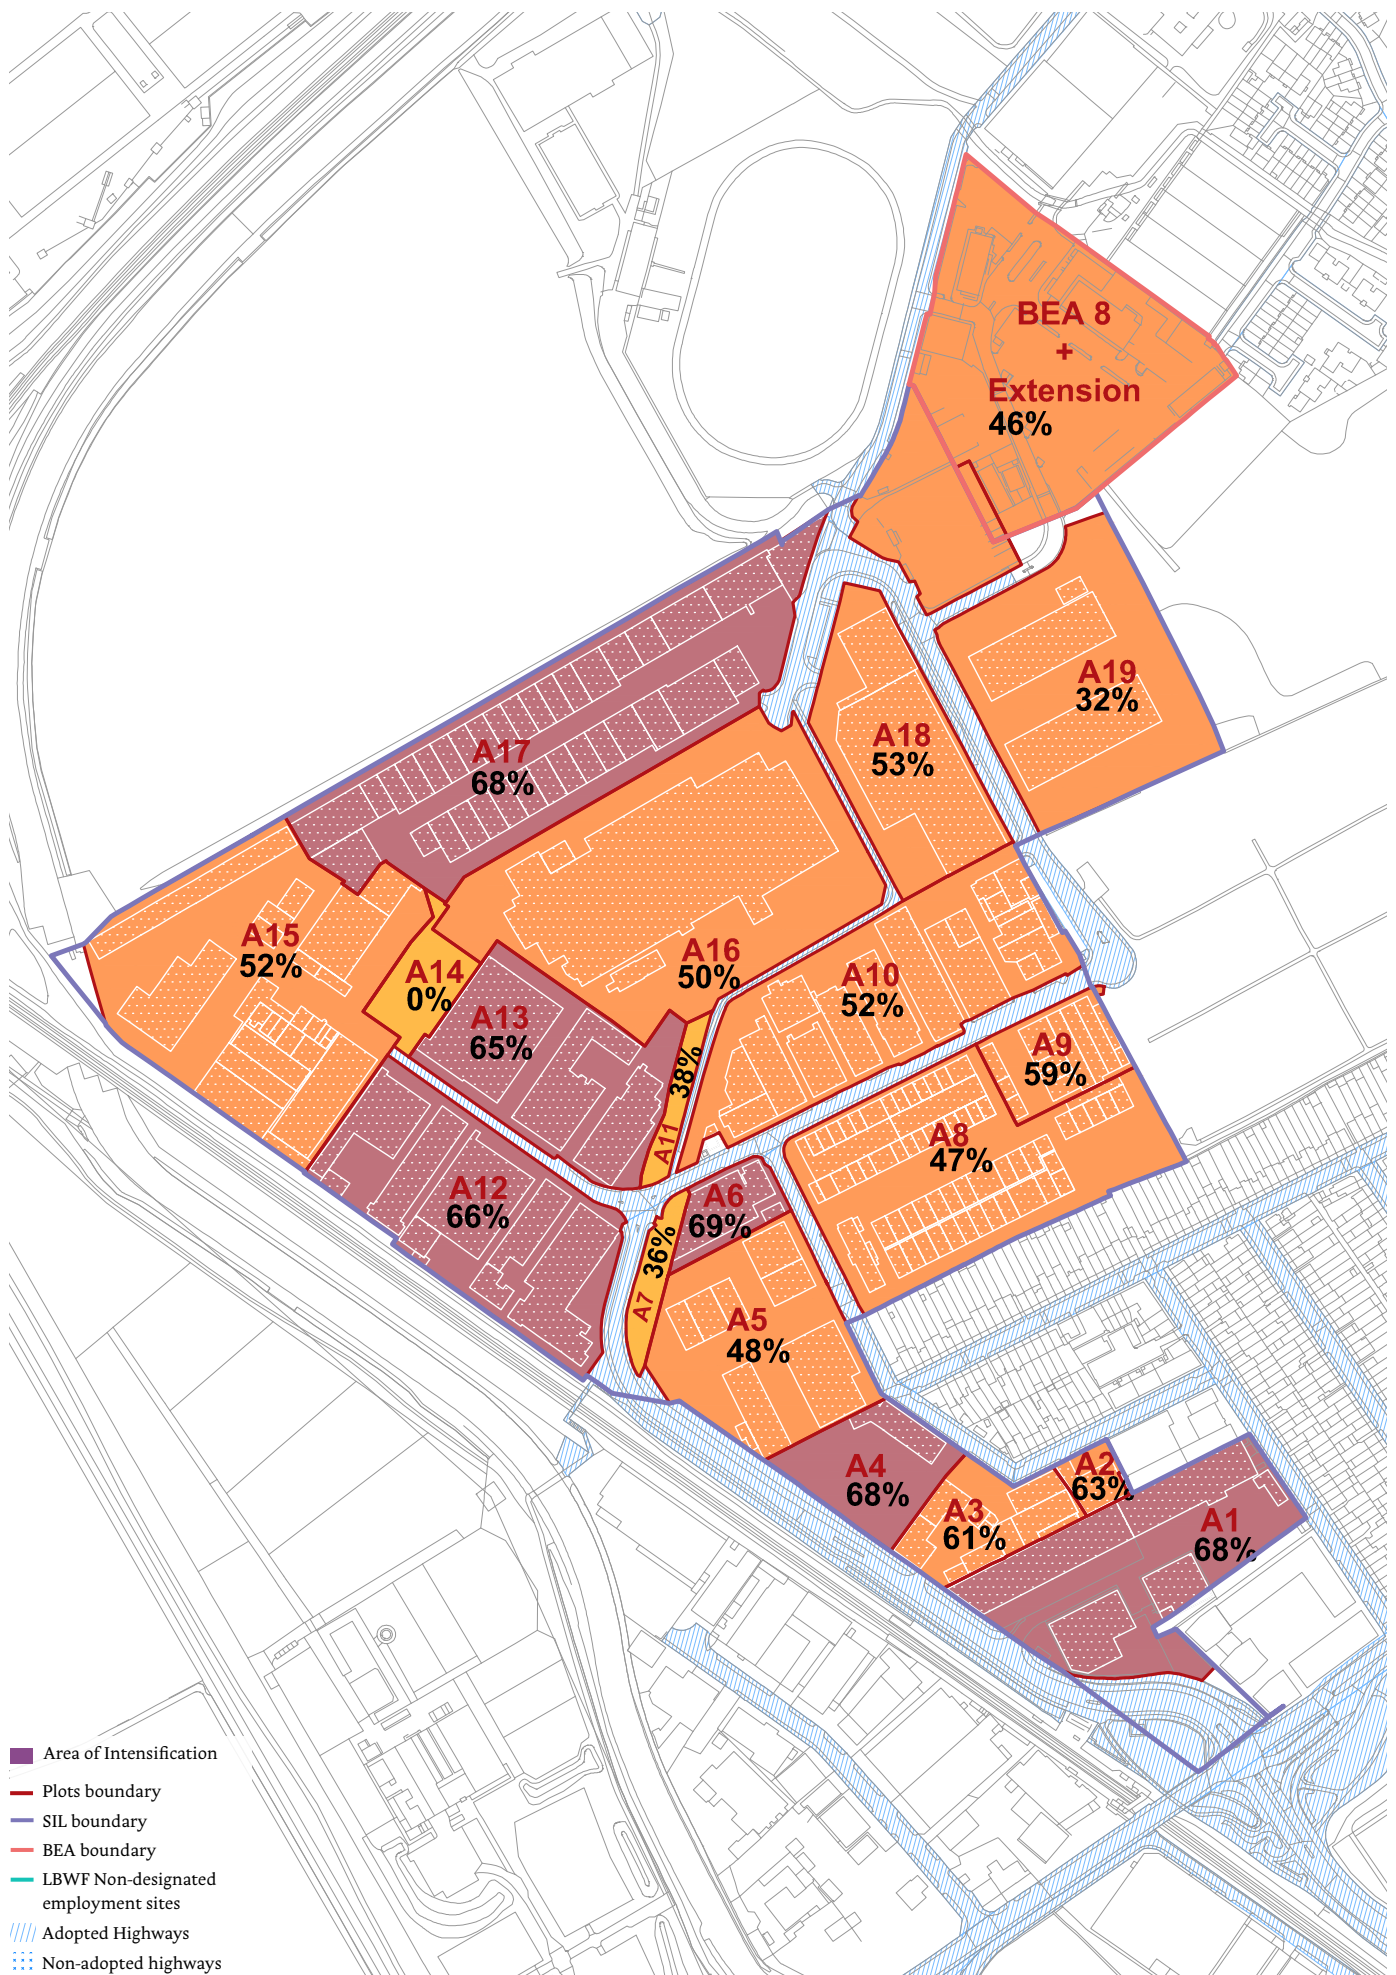 BEA 8
+
Extension
46%
A19
32%
A18
53%
A17
68%
A16
50%
A15
52%
A14
0%
A10
52%
A13
65%
38%
A11
A9
59%
A8
47%
A12
66%
A6
69%
36%
A7
A5
48%
A4
68%
A2
63%
A3
61%
A1
68%
Area of Intensification
Plots boundary
SIL boundary
BEA boundary
LBWF Non-designated
employment sites
Adopted Highways
Non-adopted highways